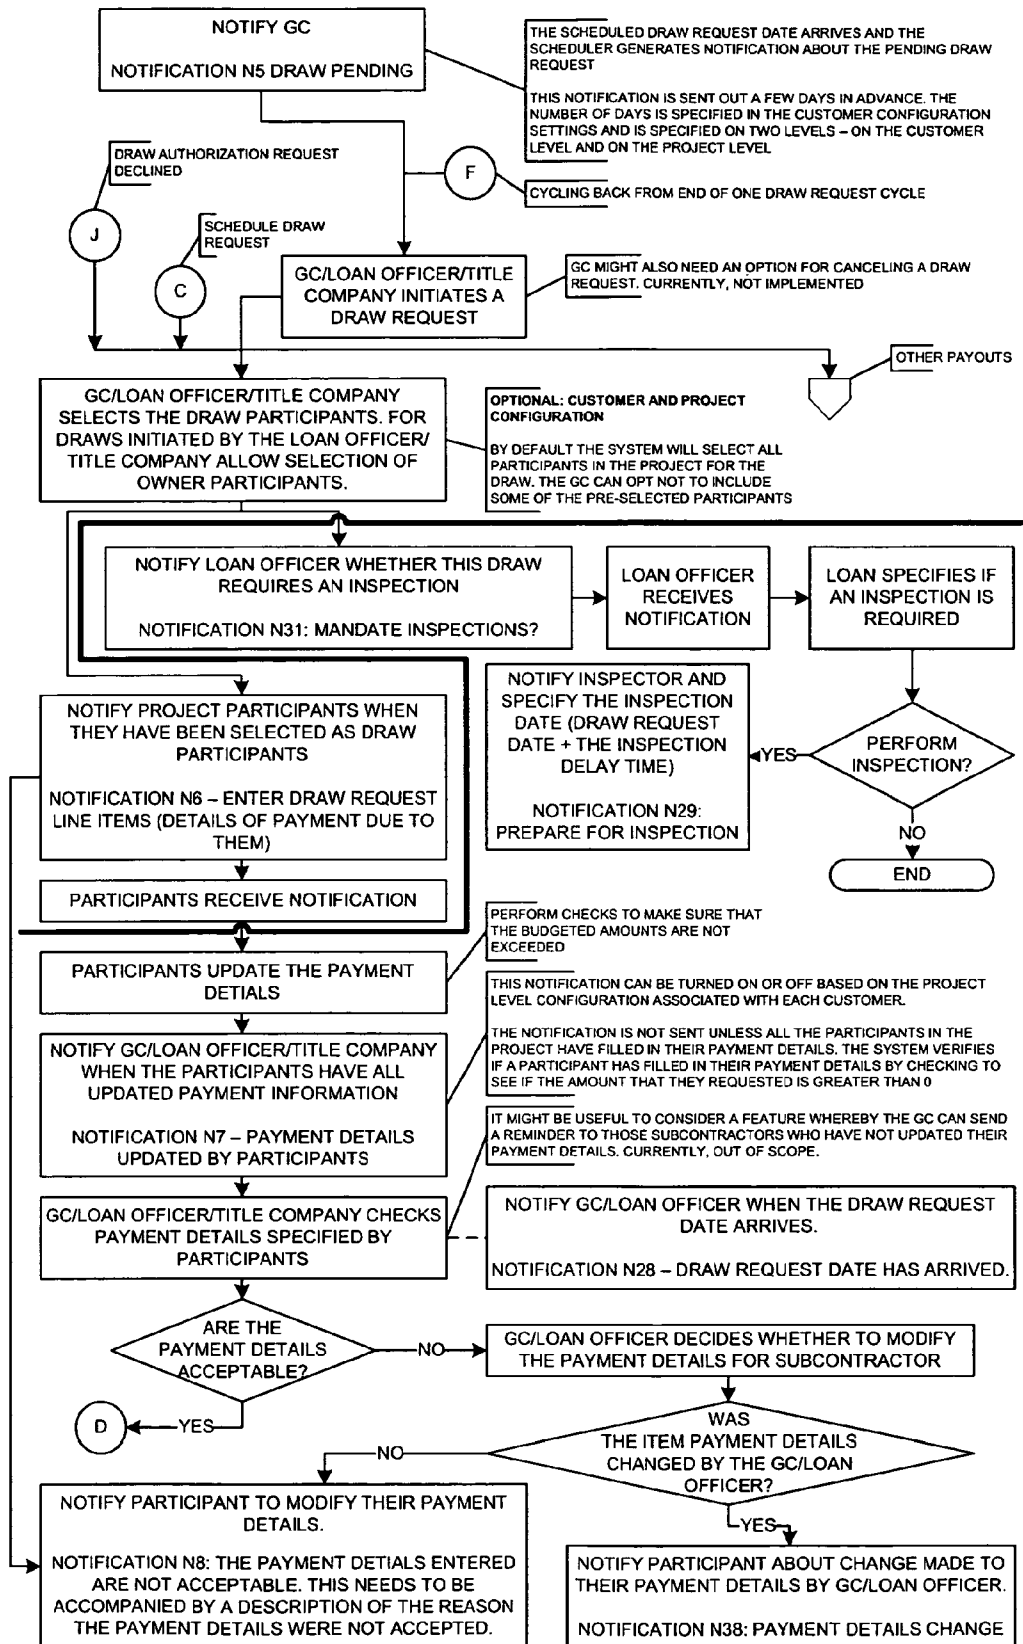 NOTIFY GC
NOTIFICATION N5 DRAW PENDING
THE SCHEDULED DRAW REQUEST DATE ARRIVES AND THE
SCHEDULER GENERATES NOTIFICATION ABOUT THE PENDING DRAW
REQUEST
THIS NOTIFICATION IS SENT OUT A FEW DAYS IN ADVANCE. THE
NUMBER OF DAYS IS SPECIFIED IN THE CUSTOMER CONFIGURATION
SETTINGS AND IS SPECIFIED ON TWO LEVELS – ON THE CUSTOMER
LEVEL AND ON THE PROJECT LEVEL
DRAW AUTHORIZATION REQUEST
DECLINED
F
CYCLING BACK FROM END OF ONE DRAW REQUEST CYCLE
J
SCHEDULE DRAW
REQUEST
C
GC/LOAN OFFICER/TITLE
COMPANY INITIATES A
DRAW REQUEST
GC MIGHT ALSO NEED AN OPTION FOR CANCELING A DRAW
REQUEST. CURRENTLY, NOT IMPLEMENTED
OTHER PAYOUTS
GC/LOAN OFFICER/TITLE COMPANY
SELECTS THE DRAW PARTICIPANTS. FOR
DRAWS INITIATED BY THE LOAN OFFICER/
TITLE COMPANY ALLOW SELECTION OF
OWNER PARTICIPANTS.
OPTIONAL: CUSTOMER AND PROJECT
CONFIGURATION
BY DEFAULT THE SYSTEM WILL SELECT ALL
PARTICIPANTS IN THE PROJECT FOR THE
DRAW. THE GC CAN OPT NOT TO INCLUDE
SOME OF THE PRE-SELECTED PARTICIPANTS
NOTIFY LOAN OFFICER WHETHER THIS DRAW
REQUIRES AN INSPECTION
NOTIFICATION N31: MANDATE INSPECTIONS?
LOAN OFFICER
RECEIVES
NOTIFICATION
LOAN SPECIFIES IF
AN INSPECTION IS
REQUIRED
NOTIFY INSPECTOR AND
SPECIFY THE INSPECTION
DATE (DRAW REQUEST
DATE + THE INSPECTION
DELAY TIME)
NOTIFICATION N29:
PREPARE FOR INSPECTION
YES
PERFORM
INSPECTION?
NO
END
NOTIFY PROJECT PARTICIPANTS WHEN
THEY HAVE BEEN SELECTED AS DRAW
PARTICIPANTS
NOTIFICATION N6 – ENTER DRAW REQUEST
LINE ITEMS (DETAILS OF PAYMENT DUE TO
THEM)
PARTICIPANTS RECEIVE NOTIFICATION
PERFORM CHECKS TO MAKE SURE THAT
THE BUDGETED AMOUNTS ARE NOT
EXCEEDED
PARTICIPANTS UPDATE THE PAYMENT
DETIALS
THIS NOTIFICATION CAN BE TURNED ON OR OFF BASED ON THE PROJECT
LEVEL CONFIGURATION ASSOCIATED WITH EACH CUSTOMER.
THE NOTIFICATION IS NOT SENT UNLESS ALL THE PARTICIPANTS IN THE
PROJECT HAVE FILLED IN THEIR PAYMENT DETAILS. THE SYSTEM VERIFIES
IF A PARTICIPANT HAS FILLED IN THEIR PAYMENT DETAILS BY CHECKING TO
SEE IF THE AMOUNT THAT THEY REQUESTED IS GREATER THAN 0
NOTIFY GC/LOAN OFFICER/TITLE COMPANY
WHEN THE PARTICIPANTS HAVE ALL
UPDATED PAYMENT INFORMATION
NOTIFICATION N7 – PAYMENT DETAILS
UPDATED BY PARTICIPANTS
IT MIGHT BE USEFUL TO CONSIDER A FEATURE WHEREBY THE GC CAN SEND
A REMINDER TO THOSE SUBCONTRACTORS WHO HAVE NOT UPDATED THEIR
PAYMENT DETAILS. CURRENTLY, OUT OF SCOPE.
GC/LOAN OFFICER/TITLE COMPANY CHECKS
PAYMENT DETAILS SPECIFIED BY
PARTICIPANTS
NOTIFY GC/LOAN OFFICER WHEN THE DRAW REQUEST
DATE ARRIVES.
NOTIFICATION N28 – DRAW REQUEST DATE HAS ARRIVED.
ARE THE
PAYMENT DETAILS
ACCEPTABLE?
NO
GC/LOAN OFFICER DECIDES WHETHER TO MODIFY
THE PAYMENT DETAILS FOR SUBCONTRACTOR
D
YES
WAS
THE ITEM PAYMENT DETAILS
CHANGED BY THE GC/LOAN
OFFICER?
NO
YES
NOTIFY PARTICIPANT TO MODIFY THEIR PAYMENT
DETAILS.
NOTIFICATION N8: THE PAYMENT DETIALS ENTERED
ARE NOT ACCEPTABLE. THIS NEEDS TO BE
ACCOMPANIED BY A DESCRIPTION OF THE REASON
THE PAYMENT DETAILS WERE NOT ACCEPTED.
NOTIFY PARTICIPANT ABOUT CHANGE MADE TO
THEIR PAYMENT DETAILS BY GC/LOAN OFFICER.
NOTIFICATION N38: PAYMENT DETAILS CHANGE